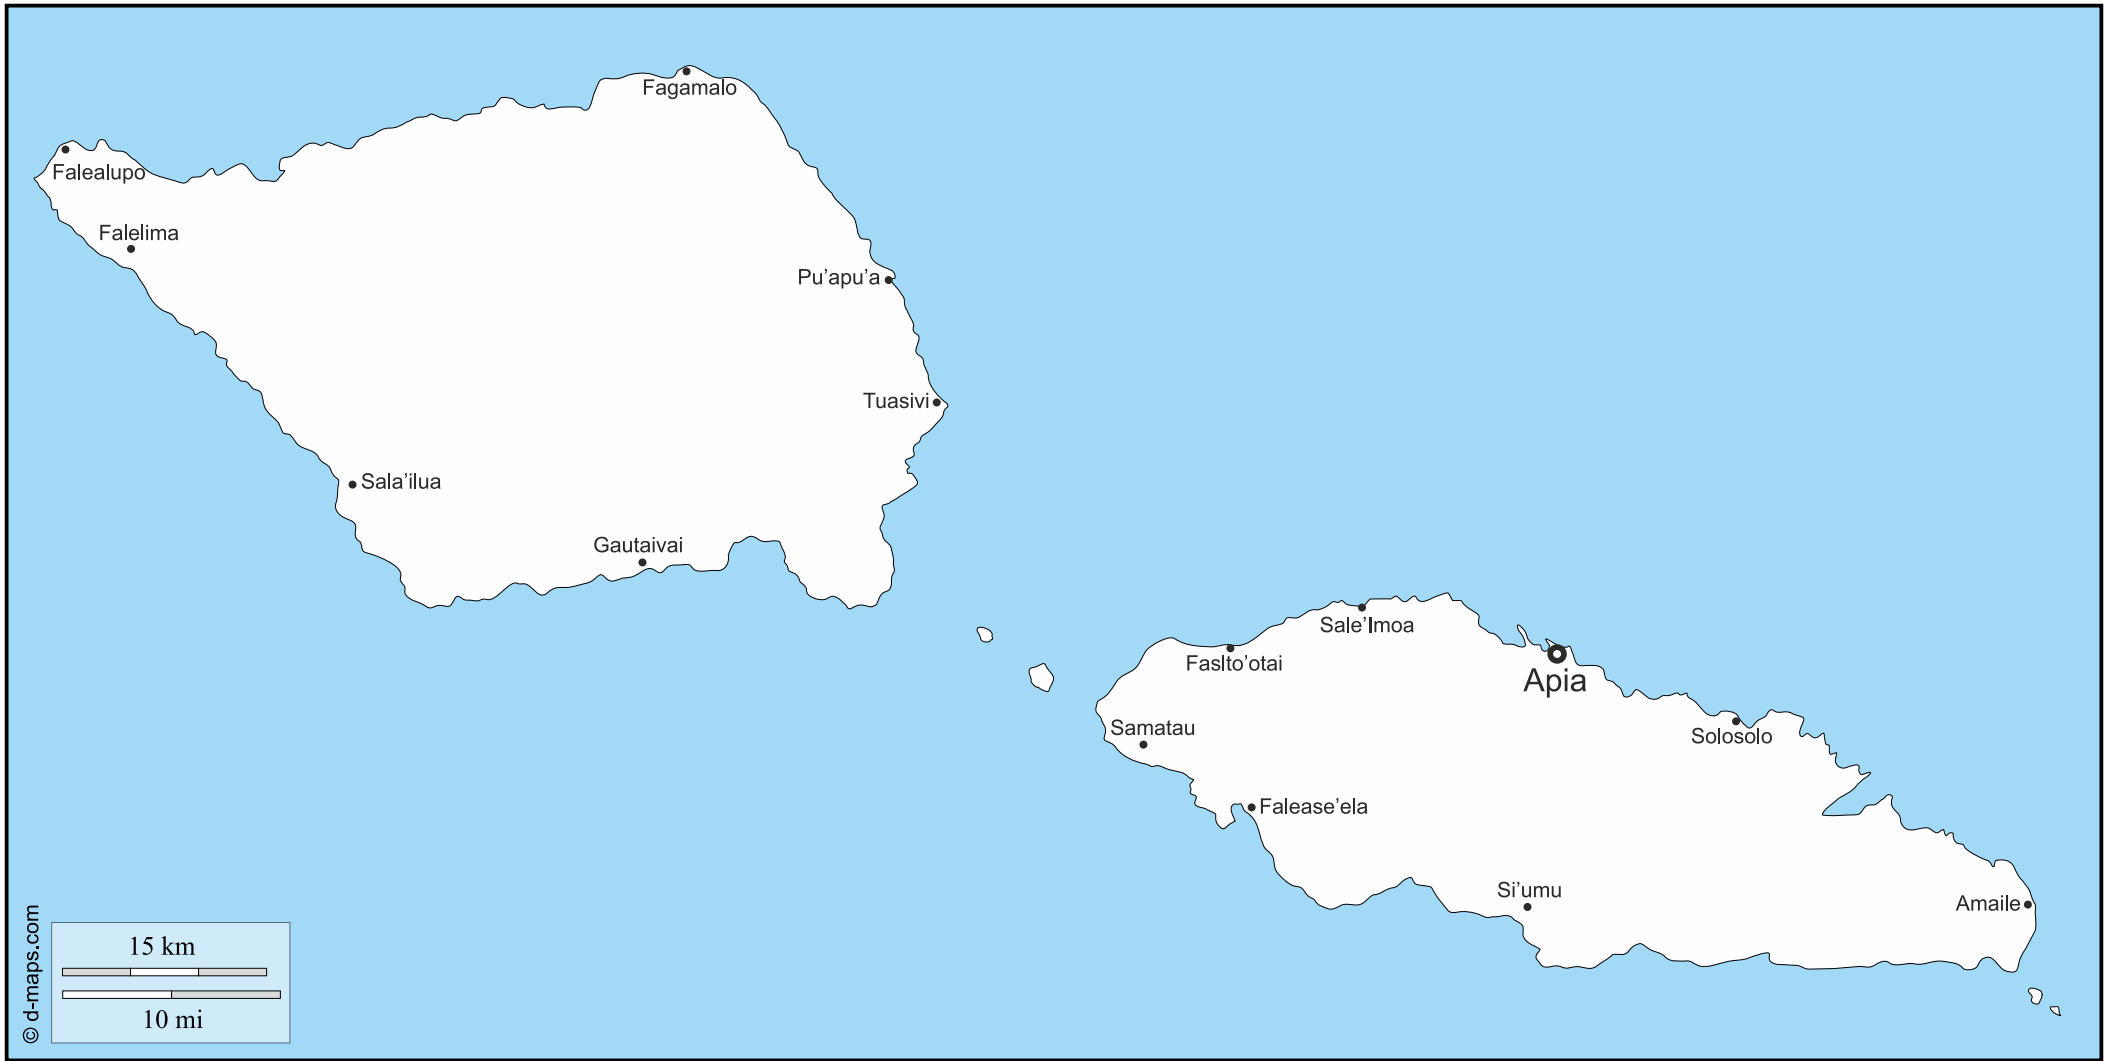 Fagamalo
Falealupo
Falelima
Pu’apu’a
Tuasivi
Sala’ilua
Gautaivai
Sale’Imoa
Faslto’otai
Apia
Samatau
Solosolo
Falease’ela
Si’umu
Amaile
15 km
10 mi
© d-maps.com